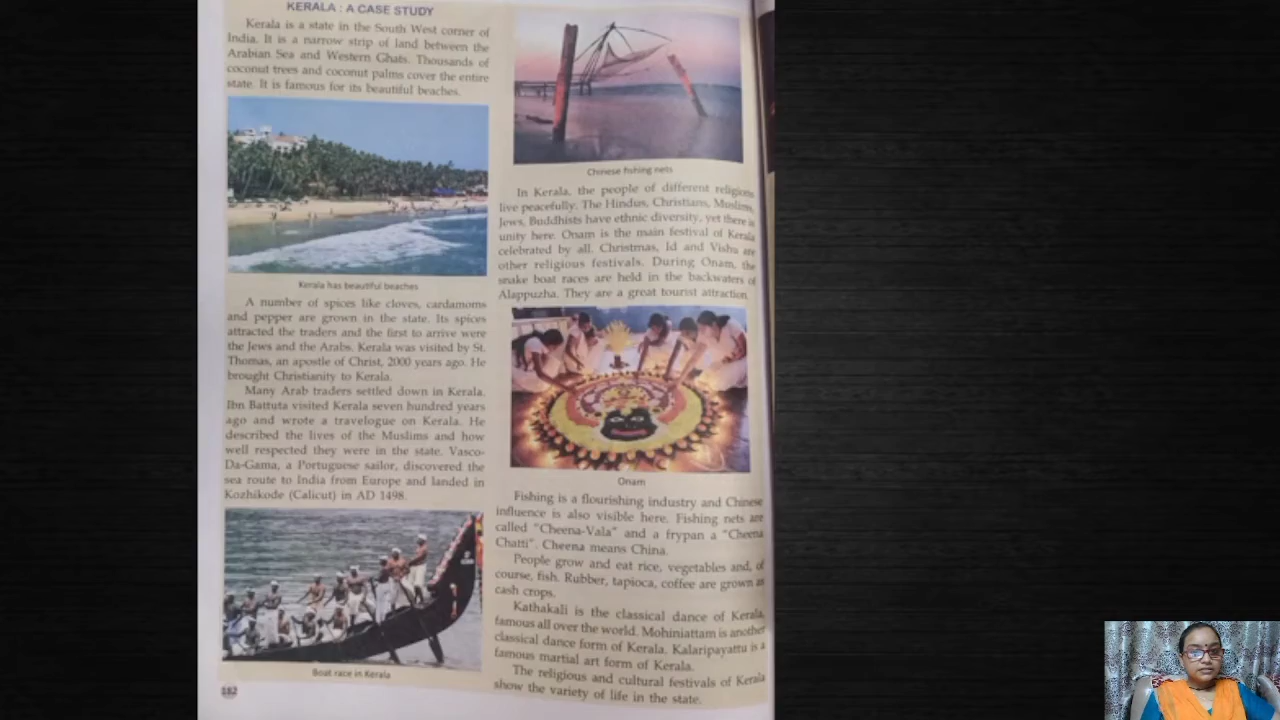 KERALA : A CASE STUDY
Kerala is a state in the South West corner of
India. It is a narrow strip of land between the
Arabian Sea and Western Ghats. Thousands of
coconut trees and coconut palms cover the entire
state. It is famous for its beautiful beaches.
Kerala has beautiful beaches
A number of spices like cloves, cardamoms
and pepper are grown in the state. Its spices
attracted the traders and the first to arrive were
the Jews and the Arabs. Kerala was visited by St.
Thomas, an apostle of Christ, 2000 years ago. He
brought Christianity to Kerala.
Many Arab traders settled down in Kerala.
Ibn Battuta visited Kerala seven hundred years
ago and wrote a travelogue on Kerala. He
described the lives of the Muslims and how
well respected they were in the state. Vasco-
Da-Gama, a Portuguese sailor, discovered the
sea route to India from Europe and landed in
Kozhikode (Calicut) in AD 1498.
Boat race in Kerala
182
Chinese fishing nets
In Kerala, the people of different religions
live peacefully. The Hindus, Christians, Muslims,
Jews, Buddhists have ethnic diversity, yet there is
unity here. Onam is the main festival of Kerala
celebrated by all. Christmas, Id and Vishu are
other religious festivals. During Onam, the
snake boat races are held in the backwaters of
Alappuzha. They are a great tourist attraction.
Onam
Fishing is a flourishing industry and Chinese
influence is also visible here. Fishing nets are
called "Cheena-Vala" and a frypan a "Cheena
Chatti". Cheena means China.
People grow and eat rice, vegetables and, of
course, fish. Rubber, tapioca, coffee are grown as
cash crops.
Kathakali is the classical dance of Kerala,
famous all over the world. Mohiniattam is another
classical dance form of Kerala. Kalaripayattu is a
famous martial art form of Kerala.
The religious and cultural festivals of Kerala
show the variety of life in the state.